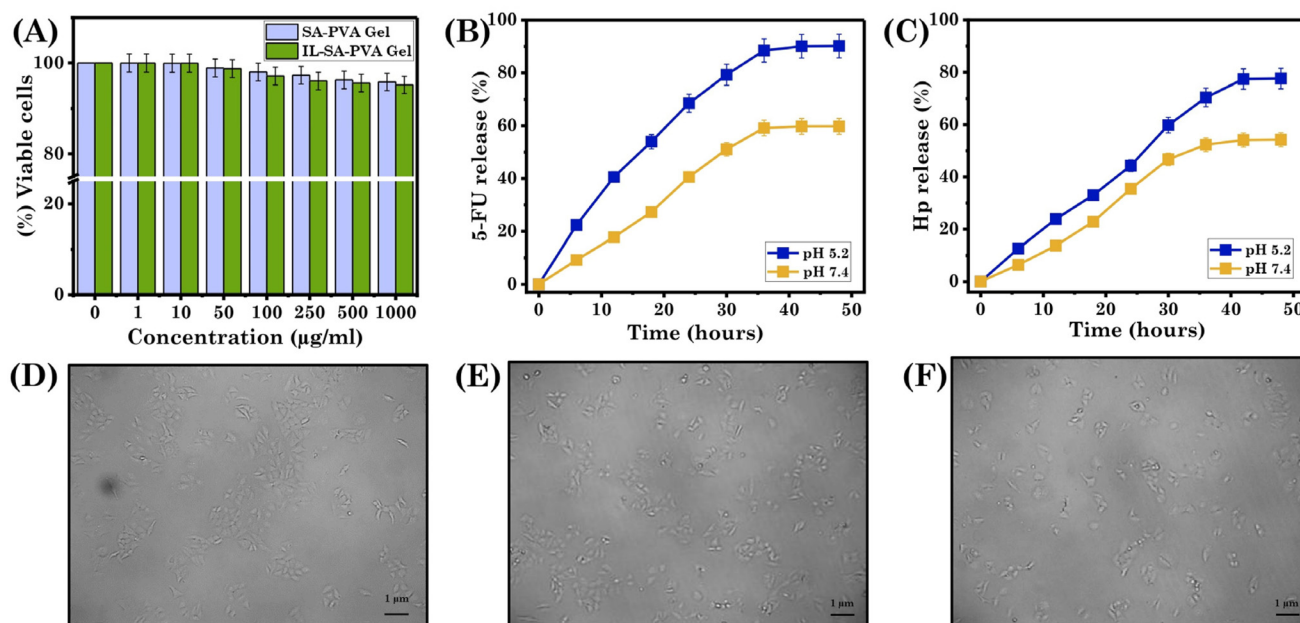 (A)
SA-PVA Gel
IL-SA-PVA Gel
(%) Viable cells
100
80
20
0
0 1 10 50 100 250 500 1000
Concentration (µg/ml)
(B)
5-FU release (%)
100
80
60
40
20
0
pH 5.2
pH 7.4
0 10 20 30 40 50
Time (hours)
(C)
Hp release (%)
100
80
60
40
20
0
pH 5.2
pH 7.4
0 10 20 30 40 50
Time (hours)
(D)
1 µm
(E)
1 µm
(F)
1 µm